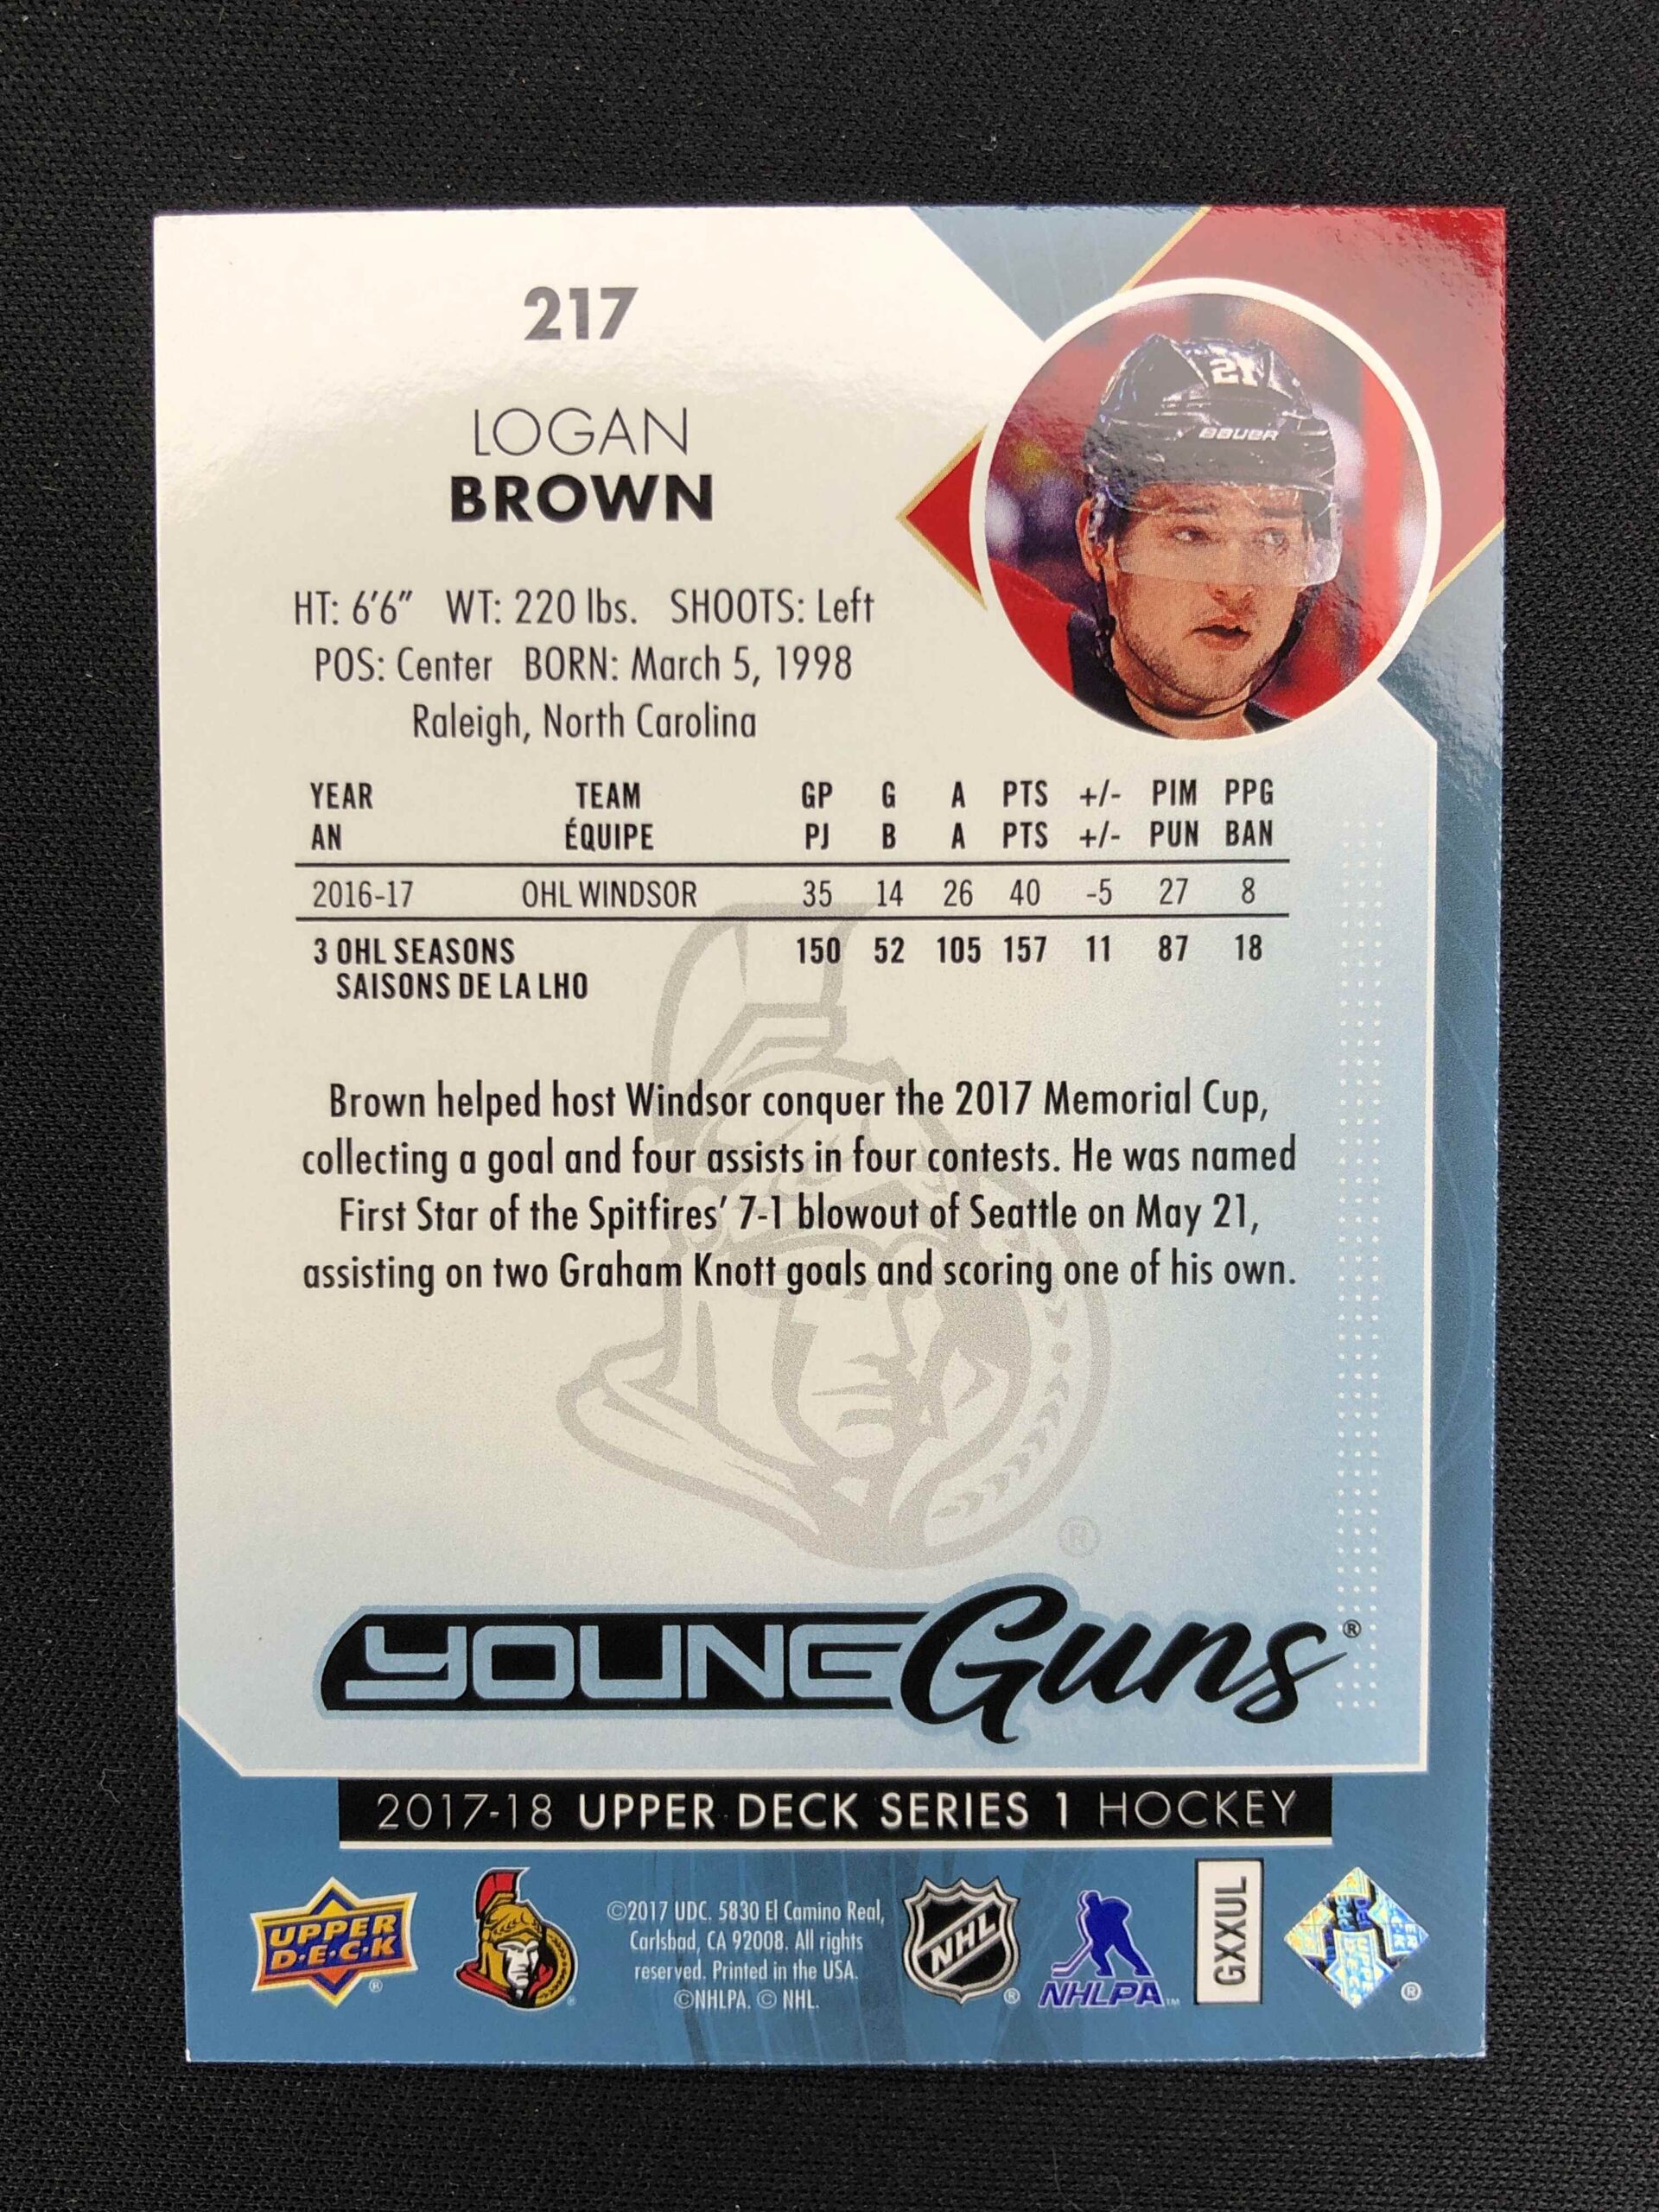 217
LOGAN
BROWN
21
BAUER
HT: 6'6" WT: 220 lbs. SHOOTS: Left
POS: Center BORN: March 5, 1998
Raleigh, North Carolina
YEAR TEAM GP G A PTS +/- PIM PPG
AN ÉQUIPE PJ B A PTS +/- PUN BAN
2016-17 OHL WINDSOR 35 14 26 40 -5 27 8
3 OHL SEASONS 150 52 105 157 11 87 18
SAISONS DE LA LHO
Brown helped host Windsor conquer the 2017 Memorial Cup,
collecting a goal and four assists in four contests. He was named
First Star of the Spitfires' 7-1 blowout of Seattle on May 21,
assisting on two Graham Knott goals and scoring one of his own.
®
YOUNG Guns®
2017-18 UPPER DECK SERIES 1 HOCKEY
UPPER
D·E·C·K
®
©2017 UDC. 5830 El Camino Real,
Carlsbad, CA 92008. All rights
reserved. Printed in the USA.
©NHLPA. © NHL.
NHL
®
NHLPA™
GXXUL
®